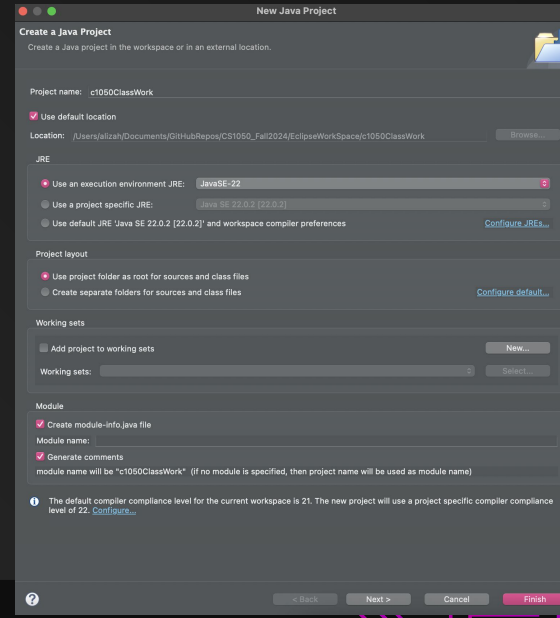 New Java Project
Create a Java Project
Create a Java project in the workspace or in an external location.
Project name: c1050ClassWork
Use default location
Location: /Users/alizah/Documents/GitHubRepos/CS1050_Fall2024/EclipseWorkSpace/c1050ClassWork Browse...
JRE
Use an execution environment JRE: JavaSE-22
Use a project specific JRE: Java SE 22.0.2 [22.0.2]
Use default JRE 'Java SE 22.0.2 [22.0.2]' and workspace compiler preferences Configure JREs...
Project layout
Use project folder as root for sources and class files
Create separate folders for sources and class files Configure default...
Working sets
Add project to working sets New...
Working sets: Select...
Module
Create module-info.java file
Module name:
Generate comments
module name will be "c1050ClassWork" (if no module is specified, then project name will be used as module name)
The default compiler compliance level for the current workspace is 21. The new project will use a project specific compiler compliance
level of 22. Configure...
? < Back Next > Cancel Finish